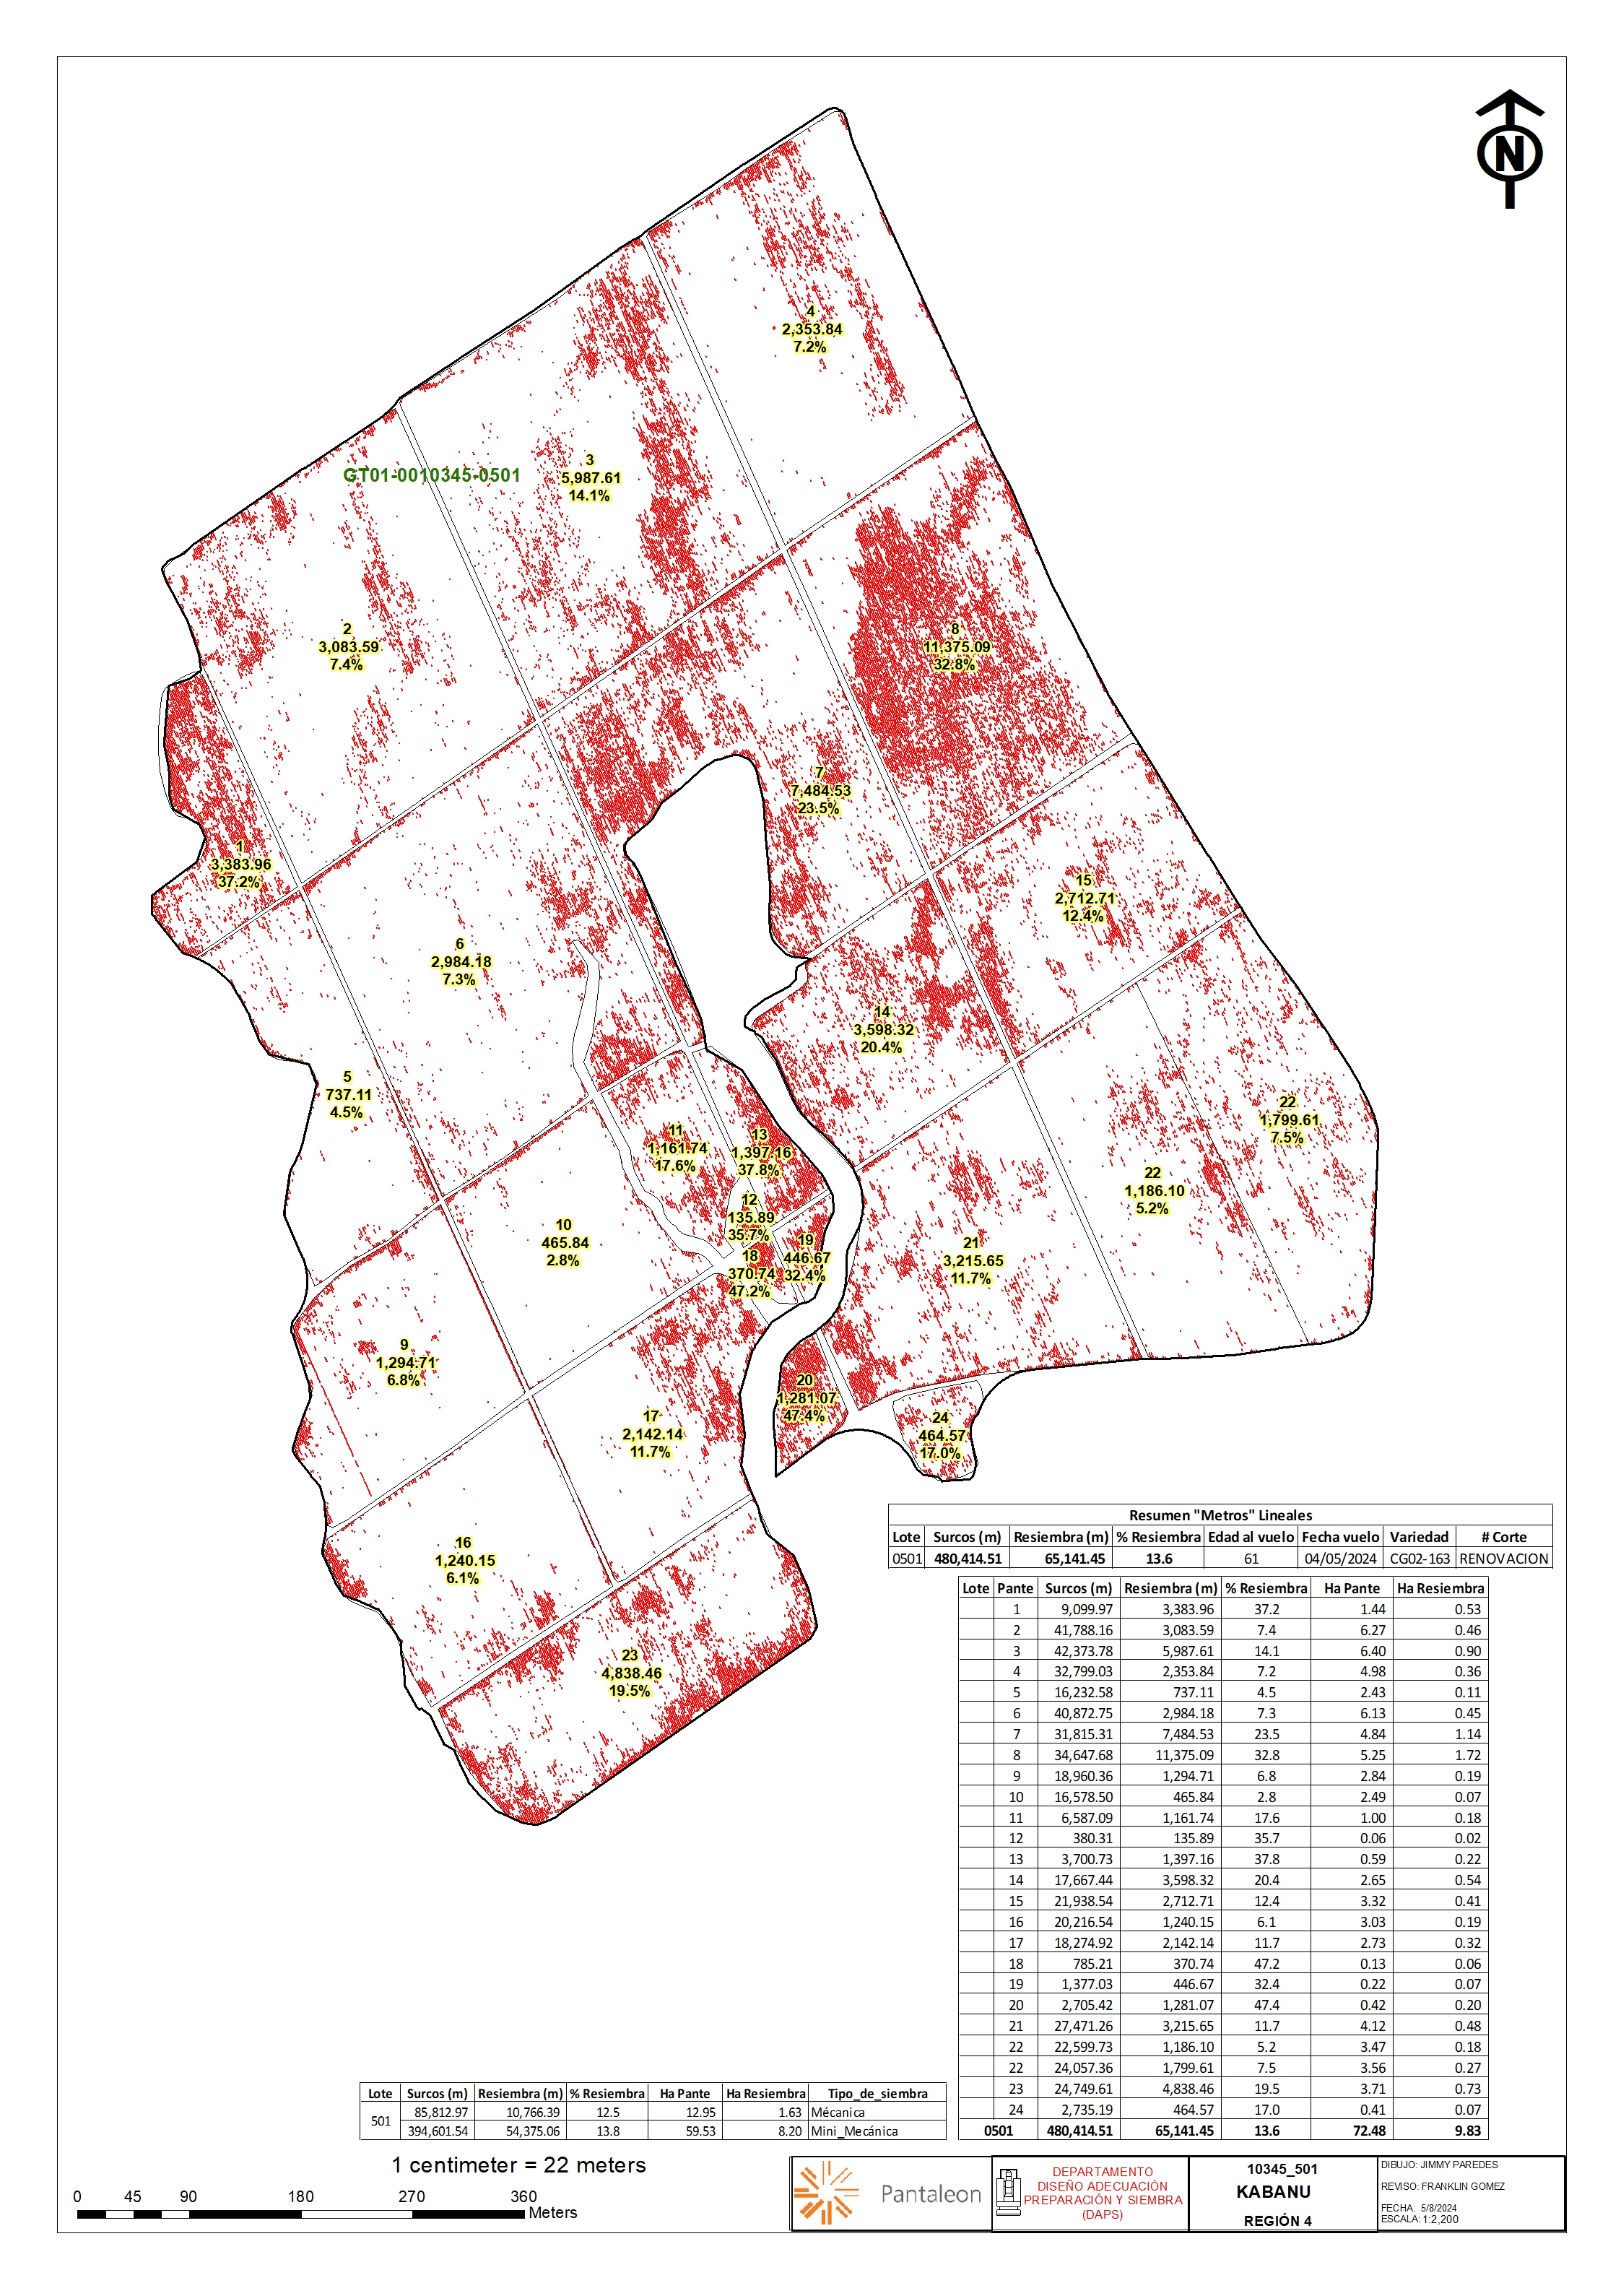 N
4
2,353.84
7.2%
3
5,987.61
14.1%
GT01-0010345-0501
2
3,083.59
7.4%
8
11,375.09
32.8%
7
7,484.53
23.5%
1
3,383.96
37.2%
15
2,712.71
12.4%
6
2,984.18
7.3%
14
3,598.32
20.4%
5
737.11
4.5%
22
1,799.61
7.5%
11
1,161.74
17.6%
13
1,397.16
37.8%
22
1,186.10
5.2%
12
135.89
35.7%
10
465.84
2.8%
19
446.67
32.4%
18
370.74
47.2%
21
3,215.65
11.7%
9
1,294.71
6.8%
20
1,281.07
47.4%
17
2,142.14
11.7%
24
464.57
17.0%
16
1,240.15
6.1%
23
4,838.46
19.5%
Resumen "Metros" Lineales
Lote Surcos (m) Resiembra (m) % Resiembra Edad al vuelo Fecha vuelo Variedad # Corte
0501 480,414.51 65,141.45 13.6 61 04/05/2024 CG02-163 RENOVACION
Lote Pante Surcos (m) Resiembra (m) % Resiembra Ha Pante Ha Resiembra
1 9,099.97 3,383.96 37.2 1.44 0.53
2 41,788.16 3,083.59 7.4 6.27 0.46
3 42,373.78 5,987.61 14.1 6.40 0.90
4 32,799.03 2,353.84 7.2 4.98 0.36
5 16,232.58 737.11 4.5 2.43 0.11
6 40,872.75 2,984.18 7.3 6.13 0.45
7 31,815.31 7,484.53 23.5 4.84 1.14
8 34,647.68 11,375.09 32.8 5.25 1.72
9 18,960.36 1,294.71 6.8 2.84 0.19
10 16,578.50 465.84 2.8 2.49 0.07
11 6,587.09 1,161.74 17.6 1.00 0.18
12 380.31 135.89 35.7 0.06 0.02
13 3,700.73 1,397.16 37.8 0.59 0.22
14 17,667.44 3,598.32 20.4 2.65 0.54
15 21,938.54 2,712.71 12.4 3.32 0.41
16 20,216.54 1,240.15 6.1 3.03 0.19
17 18,274.92 2,142.14 11.7 2.73 0.32
18 785.21 370.74 47.2 0.13 0.06
19 1,377.03 446.67 32.4 0.22 0.07
20 2,705.42 1,281.07 47.4 0.42 0.20
21 27,471.26 3,215.65 11.7 4.12 0.48
22 22,599.73 1,186.10 5.2 3.47 0.18
22 24,057.36 1,799.61 7.5 3.56 0.27
23 24,749.61 4,838.46 19.5 3.71 0.73
24 2,735.19 464.57 17.0 0.41 0.07
0501 480,414.51 65,141.45 13.6 72.48 9.83
Lote Surcos (m) Resiembra (m) % Resiembra Ha Pante Ha Resiembra Tipo_de_siembra
501 85,812.97 10,766.39 12.5 12.95 1.63 Mécanica
394,601.54 54,375.06 13.8 59.53 8.20 Mini_Mecánica
1 centimeter = 22 meters
0 45 90 180 270 360
Meters
Pantaleon
DEPARTAMENTO
DISEÑO ADECUACIÓN
PREPARACIÓN Y SIEMBRA
(DAPS)
10345_501
KABANU
REGIÓN 4
DIBUJO: JIMMY PAREDES
REVISO: FRANKLIN GOMEZ
FECHA: 5/8/2024
ESCALA: 1:2,200